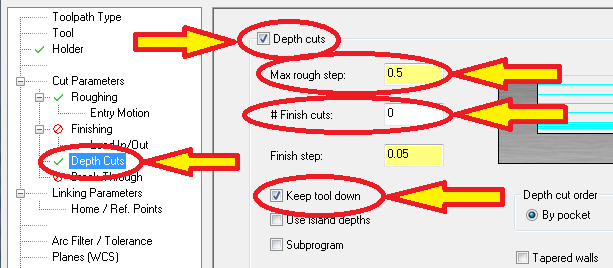 Toolpath Type
Tool
Holder
Cut Parameters
Roughing
Entry Motion
Finishing
Lead In/Out
Depth Cuts
Break Through
Linking Parameters
Home / Ref. Points
Arc Filter / Tolerance
Planes (WCS)
Depth cuts
Max rough step: 0.5
# Finish cuts: 0
Finish step: 0.05
Keep tool down
Use island depths
Subprogram
Depth cut order
By pocket
Tapered walls